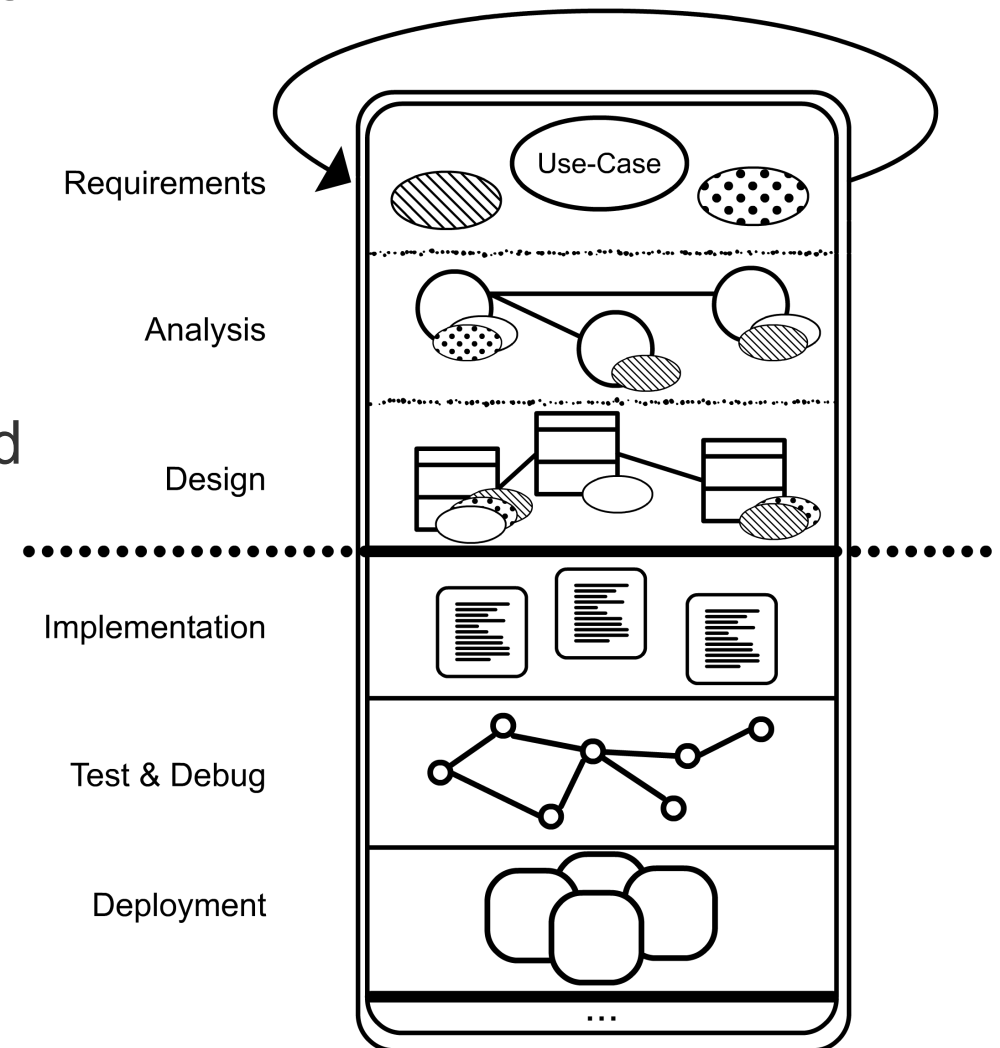 Use-Case
Requirements
Analysis
d
Design
Implementation
Test & Debug
Deployment
...